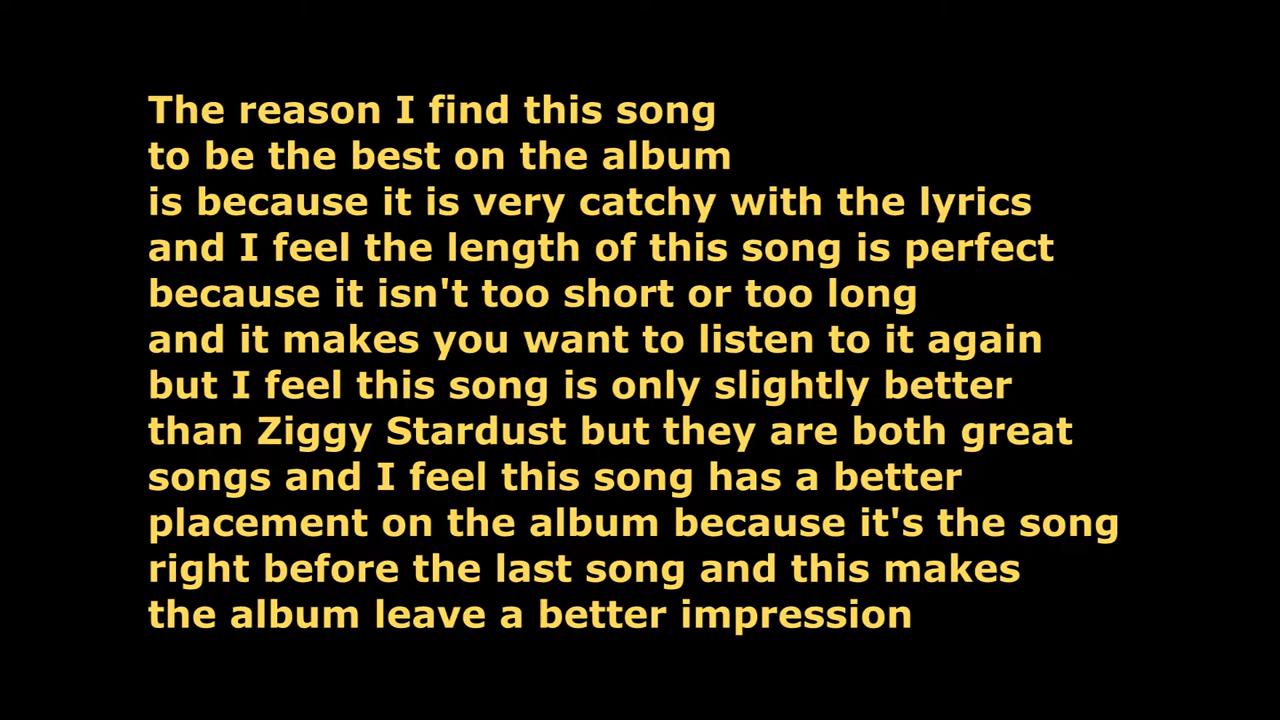 The reason I find this song
to be the best on the album
is because it is very catchy with the lyrics
and I feel the length of this song is perfect
because it isn't too short or too long
and it makes you want to listen to it again
but I feel this song is only slightly better
than Ziggy Stardust but they are both great
songs and I feel this song has a better
placement on the album because it's the song
right before the last song and this makes
the album leave a better impression